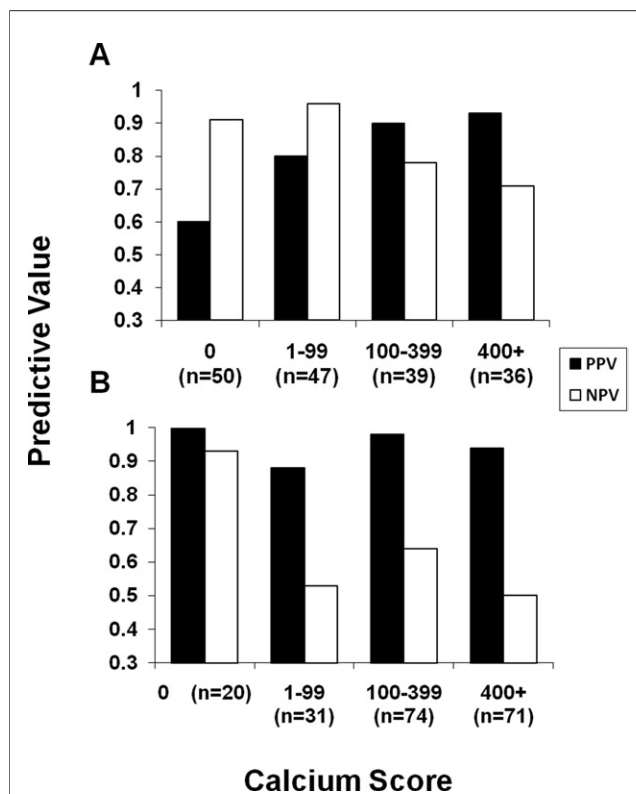 A
1
0.9
0.8
0.7
0.6
0.5
0.4
0.3
0 1-99 100-399 400+
(n=50) (n=47) (n=39) (n=36)
B
1
0.9
0.8
0.7
0.6
0.5
0.4
0.3
0 (n=20) 1-99 100-399 400+
(n=31) (n=74) (n=71)
Predictive Value
PPV
NPV
Calcium Score